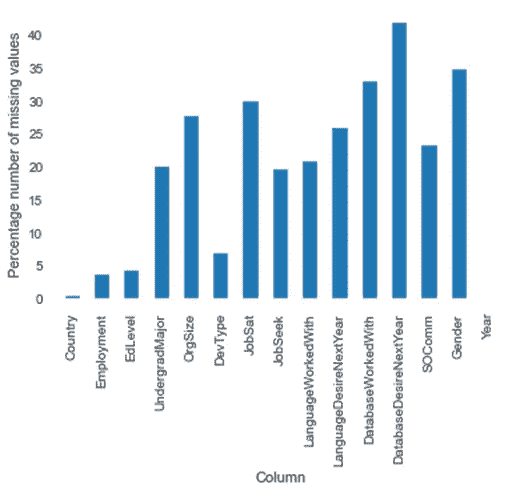 Percentage number of missing values
40
35
30
25
20
15
10
5
0
Country
Employment
EdLevel
UndergradMajor
OrgSize
DevType
JobSat
JobSeek
LanguageWorkedWith
LanguageDesireNextYear
DatabaseWorkedWith
DatabaseDesireNextYear
SOComm
Gender
Year
Column